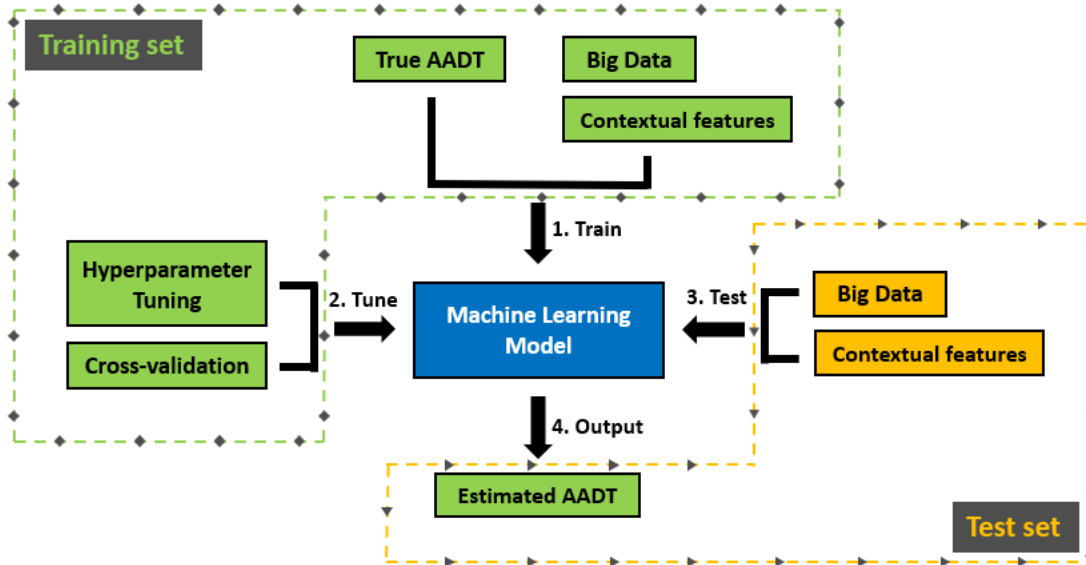 Training set
True AADT
Big Data
Contextual features
1. Train
Hyperparameter
Tuning
Cross-validation
2. Tune
Machine Learning
Model
3. Test
Big Data
Contextual features
4. Output
Estimated AADT
Test set